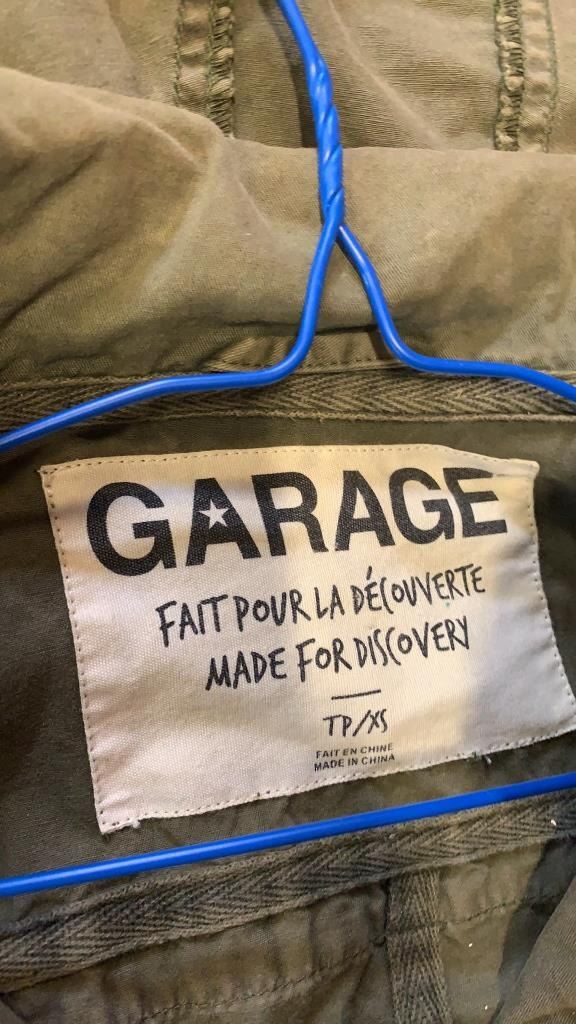 GARAGE
FAIT POUR LA DÉCOUVERTE
MADE FOR DISCOVERY
TP/XS
FAIT EN CHINE
MADE IN CHINA